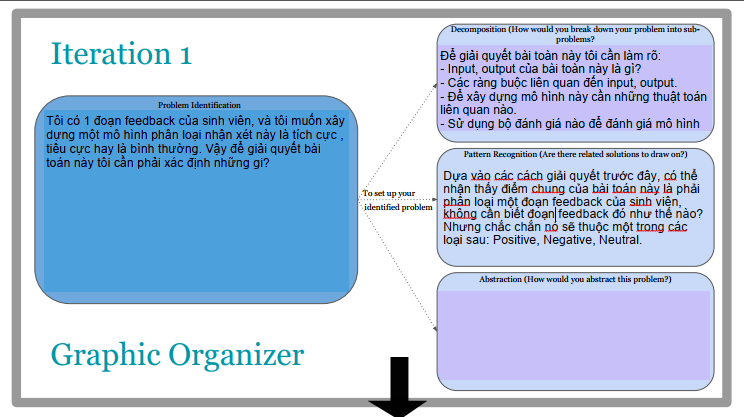 Iteration 1
Problem Identification
Tôi có 1 đoạn feedback của sinh viên, và tôi muốn xây
dựng một mô hình phân loại nhận xét này là tích cực ,
tiêu cực hay là bình thường. Vậy để giải quyết bài
toán này tôi cần phải xác định những gì?
To set up your
identified problem
Decomposition (How would you break down your problem into sub-
problems?
Để giải quyết bài toán này tôi cần làm rõ:
- Input, output của bài toán này là gì?
- Các ràng buộc liên quan đến input, output.
- Để xây dựng mô hình này cần những thuật toán
liên quan nào.
- Sử dụng bộ đánh giá nào để đánh giá mô hình
Pattern Recognition (Are there related solutions to draw on?)
Dựa vào các cách giải quyết trước đây, có thể
nhận thấy điểm chung của bài toán này là phải
phân loại một đoạn feedback của sinh viên,
không cần biết đoạn feedback đó như thế nào?
Nhưng chắc chắn nó sẽ thuộc một trong các
loại sau: Positive, Negative, Neutral.
Abstraction (How would you abstract this problem?)
Graphic Organizer